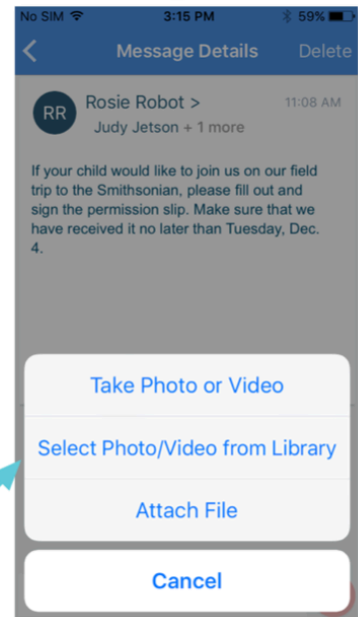 No SIM 3:15 PM 59%
Message Details Delete
RR Rosie Robot > 11:08 AM
Judy Jetson + 1 more
If your child would like to join us on our field
trip to the Smithsonian, please fill out and
sign the permission slip. Make sure that we
have received it no later than Tuesday, Dec.
4.
Take Photo or Video
Select Photo/Video from Library
Attach File
Cancel